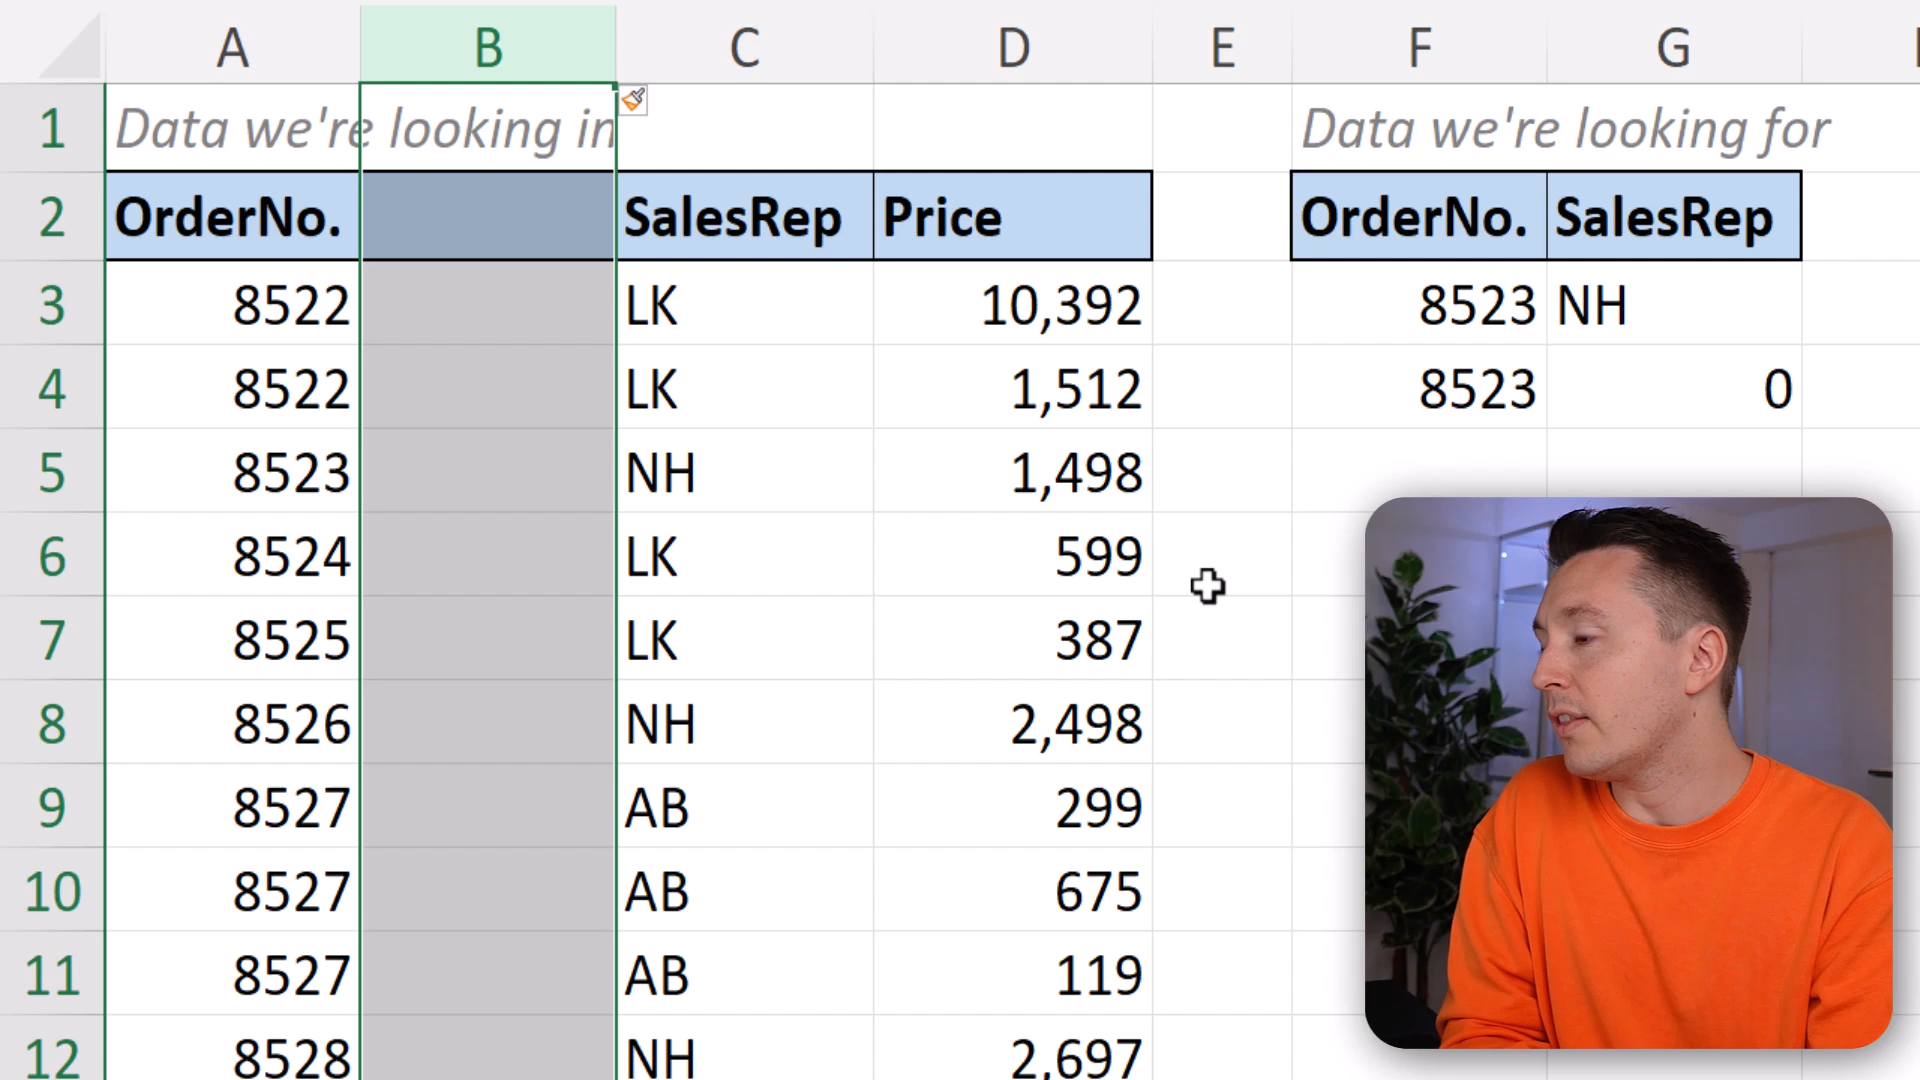 A B C D E F G
1 Data we're looking in Data we're looking for
2 OrderNo. SalesRep Price OrderNo. SalesRep
3 8522 LK 10,392 8523 NH
4 8522 LK 1,512 8523 0
5 8523 NH 1,498
6 8524 LK 599
7 8525 LK 387
8 8526 NH 2,498
9 8527 AB 299
10 8527 AB 675
11 8527 AB 119
12 8528 NH 2,697